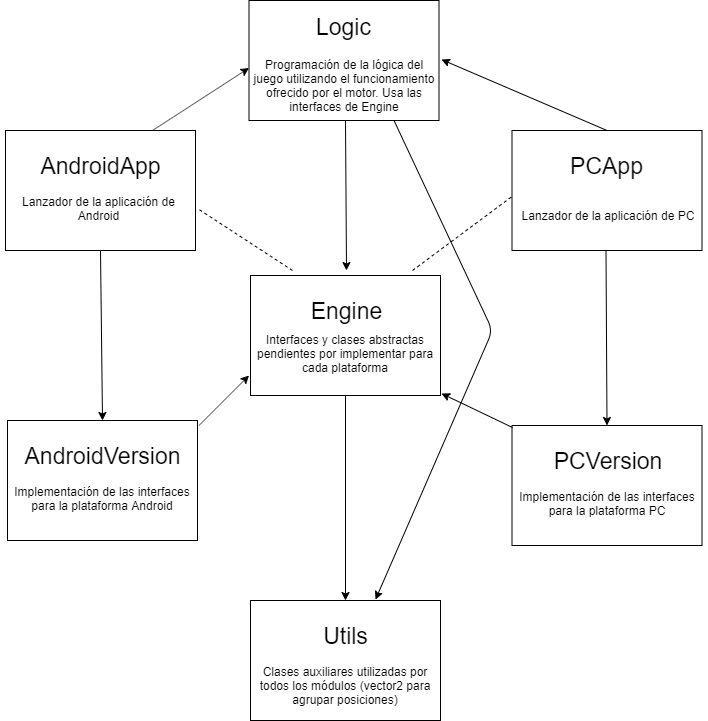 Logic
Programación de la lógica del
juego utilizando el funcionamiento
ofrecido por el motor. Usa las
interfaces de Engine
AndroidApp
Lanzador de la aplicación de
Android
PCApp
Lanzador de la aplicación de PC
Engine
Interfaces y clases abstractas
pendientes por implementar para
cada plataforma
AndroidVersion
Implementación de las interfaces
para la plataforma Android
PCVersion
Implementación de las interfaces
para la plataforma PC
Utils
Clases auxiliares utilizadas por
todos los módulos (vector2 para
agrupar posiciones)